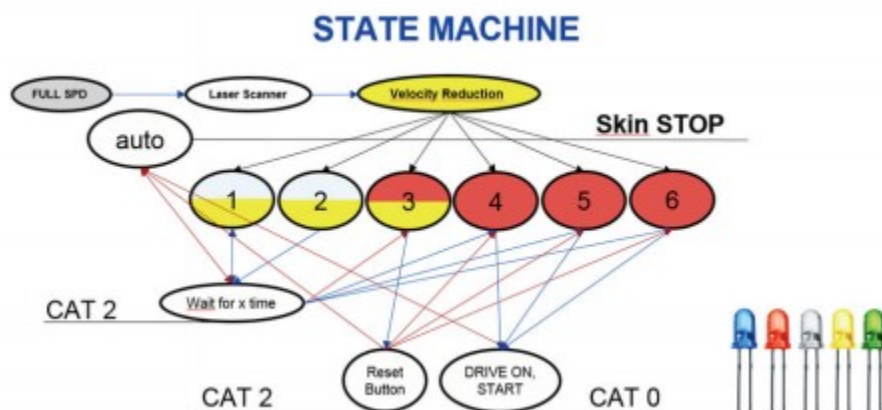 STATE MACHINE
FULL SPD
Laser Scanner
Velocity Reduction
auto
Skin STOP
1
2
3
4
5
6
Wait for x time
CAT 2
Reset
Button
DRIVE ON,
START
CAT 2
CAT 0